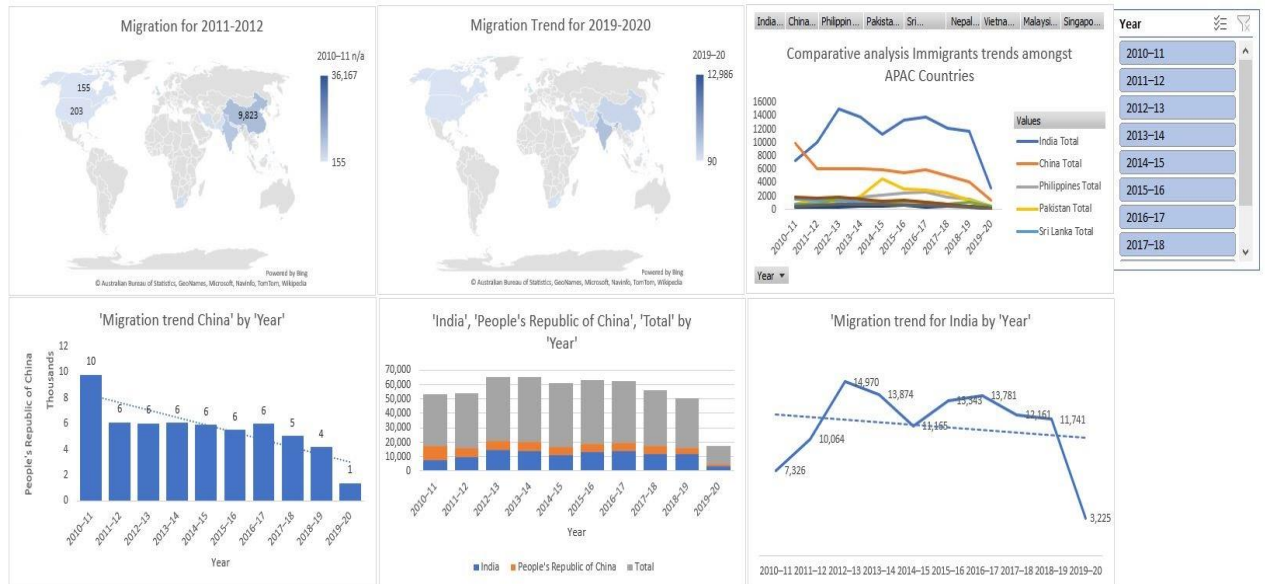 Migration for 2011-2012
2010–11 n/a
36,167
155
155
203
9,823
Powered by Bing
© Australian Bureau of Statistics, GeoNames, Microsoft, Navinfo, TomTom, Wikipedia
Migration Trend for 2019-2020
2019–20
12,986
90
Powered by Bing
© Australian Bureau of Statistics, GeoNames, Microsoft, Navinfo, TomTom, Wikipedia
India... China... Philippin... Pakista... Sri... Nepal... Vietna... Malaysi... Singapo...
Comparative analysis Immigrants trends amongst
APAC Countries
16000
14000
12000
10000
8000
6000
4000
2000
0
2010–11 2011–12 2012–13 2013–14 2014–15 2015–16 2016–17 2017–18 2018–19 2019–20
Values
India Total
China Total
Philippines Total
Pakistan Total
Sri Lanka Total
Year
Year
2010–11
2011–12
2012–13
2013–14
2014–15
2015–16
2016–17
2017–18
'Migration trend China' by 'Year'
People's Republic of China
Thousands
12
10
8
6
4
2
0
10 6 6 6 6 6 6 5 4 1
2010–11 2011–12 2012–13 2013–14 2014–15 2015–16 2016–17 2017–18 2018–19 2019–20
Year
'India', 'People's Republic of China', 'Total' by
'Year'
70,000
60,000
50,000
40,000
30,000
20,000
10,000
0
2010–11 2011–12 2012–13 2013–14 2014–15 2015–16 2016–17 2017–18 2018–19 2019–20
Year
India People's Republic of China Total
'Migration trend for India by 'Year'
7,326
10,064
14,970
13,874
11,165
13,781
12,161
11,741
3,225
2010–11 2011–12 2012–13 2013–14 2014–15 2015–16 2016–17 2017–18 2018–19 2019–20